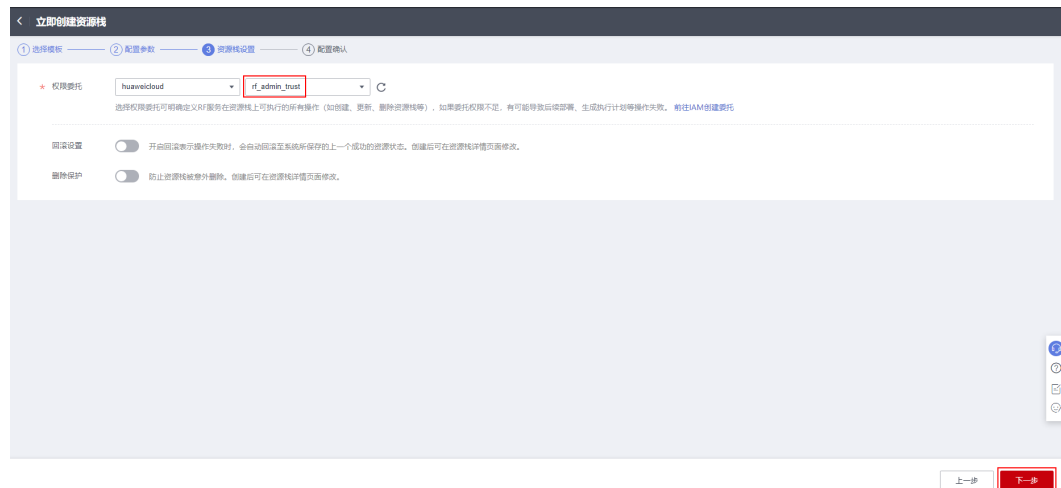 立即创建资源栈
1 选择模板 2 配置参数 3 资源栈设置 4 配置确认
* 权限委托 huaweicloud rf_admin_trust
选择权限委托可明确定义RF服务在资源栈上可执行的所有操作（如创建、更新、删除资源栈等），如果委托权限不足，有可能导致后续部署、生成执行计划等操作失败。 前往IAM创建委托
回滚设置 开启回滚表示操作失败时，会自动回滚至系统所保存的上一个成功的资源状态。创建后可在资源栈详情页面修改。
删除保护 防止资源栈被意外删除。创建后可在资源栈详情页面修改。
上一步 下一步